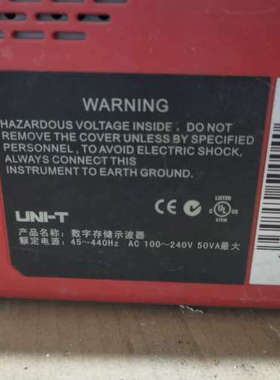 WARNING
HAZARDOUS VOLTAGE INSIDE, DO NOT
REMOVE THE COVER UNLESS BY SPECIFIED
PERSONNEL, TO AVOID ELECTRIC SHOCK,
ALWAYS CONNECT THIS
INSTRUMENT TO EARTH GROUND.
UNI-T
CE
LISTED
UL
产品名称：数字存储示波器
额定电源：45～440Hz AC 100～240V 50VA最大